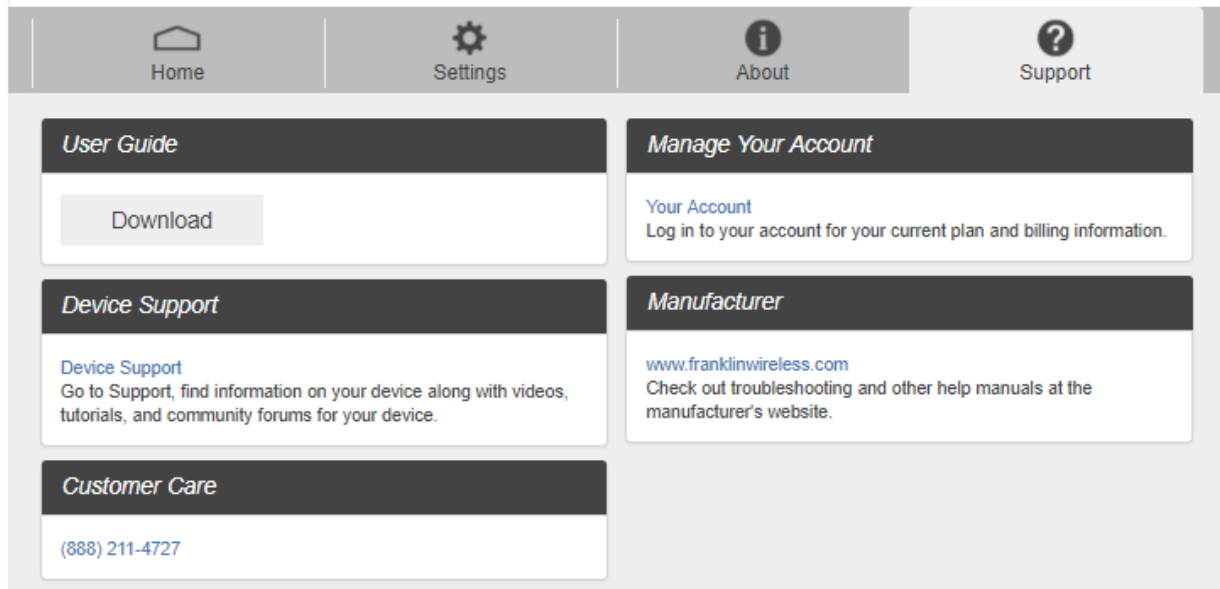 Home
Settings
About
Support
User Guide
Download
Device Support
Device Support
Go to Support, find information on your device along with videos,
tutorials, and community forums for your device.
Customer Care
(888) 211-4727
Manage Your Account
Your Account
Log in to your account for your current plan and billing information.
Manufacturer
www.franklinwireless.com
Check out troubleshooting and other help manuals at the
manufacturer's website.